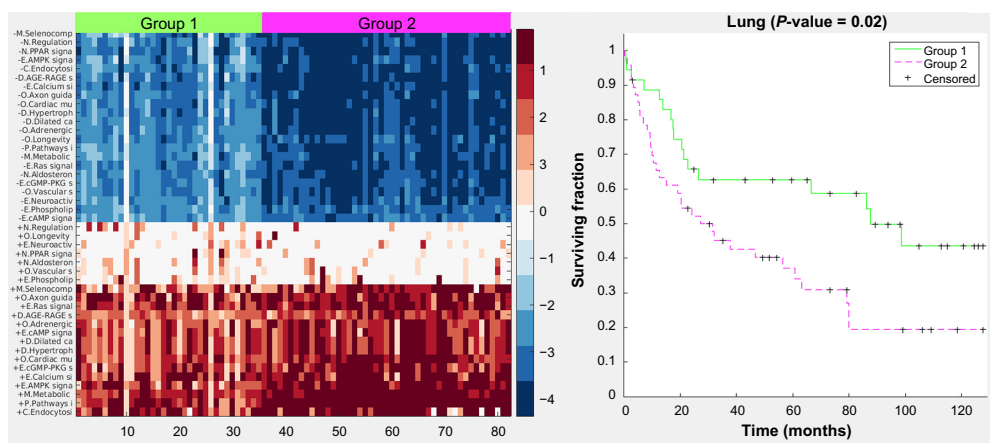 Group 1
Group 2
-M.Selenocomp
-N.Regulation
-N.PPAR signa
-E.AMPK signa
-C.Endocytosi
-D.AGE-RAGE s
-E.Calcium si
-O.Axon guida
-O.Cardiac mu
-D.Hypertroph
-D.Dilated ca
-O.Adrenergic
-O.Longevity
-P.Pathways i
-M.Metabolic
-E.Ras signal
-N.Aldosteron
-E.cGMP-PKG s
-O.Vascular s
-E.Neuroactiv
-E.Phospholip
-E.cAMP signa
+N.Regulation
+O.Longevity
+E.Neuroactiv
+N.PPAR signa
+N.Aldosteron
+O.Vascular s
+E.Phospholip
+M.Selenocomp
+O.Axon guida
+E.Ras signal
+D.AGE-RAGE s
+O.Adrenergic
+E.cAMP signa
+D.Dilated ca
+D.Hypertroph
+O.Cardiac mu
+E.cGMP-PKG s
+E.Calcium si
+E.AMPK signa
+M.Metabolic
+P.Pathways i
+C.Endocytosi
10 20 30 40 50 60 70 80
1
2
3
0
−1
−2
−3
−4
Lung (P-value = 0.02)
Group 1
Group 2
Censored
Surviving fraction
1
0.9
0.8
0.7
0.6
0.5
0.4
0.3
0.2
0.1
0
0 20 40 60 80 100 120
Time (months)